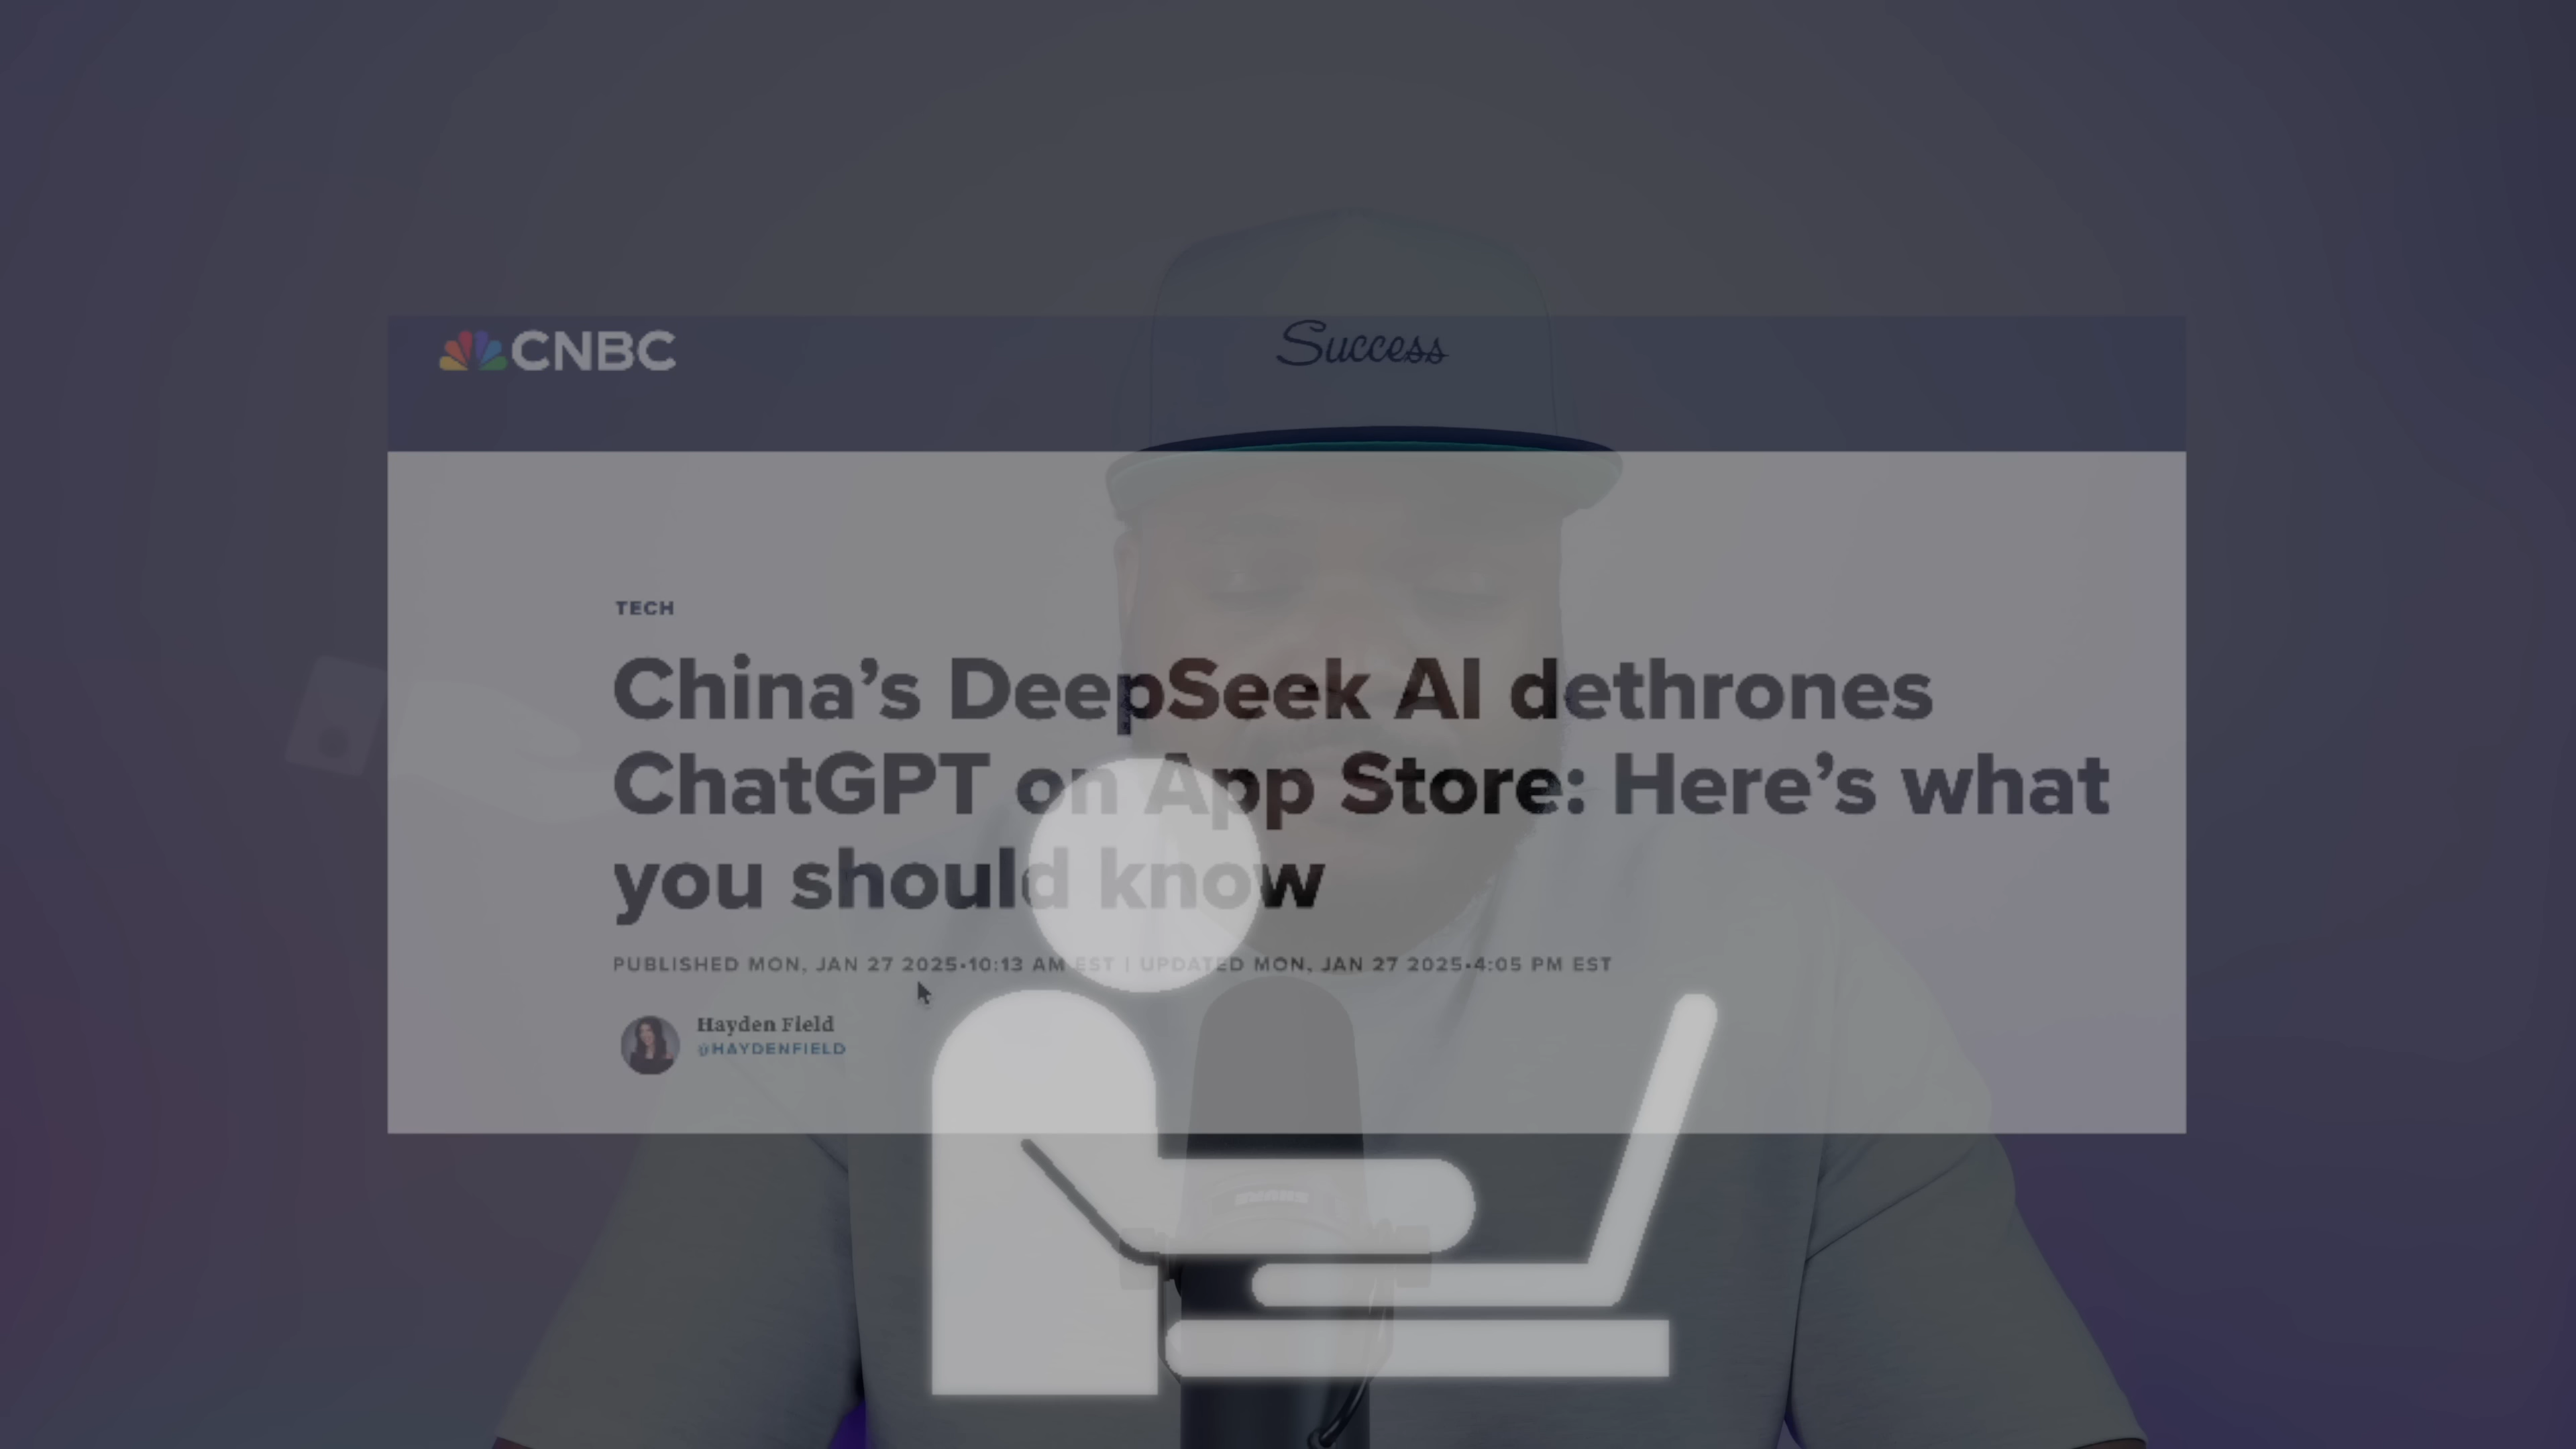 CNBC
Success
TECH
China’s DeepSeek AI dethrones
ChatGPT on App Store: Here’s what
you should know
PUBLISHED MON, JAN 27 2025•10:13 AM EST | UPDATED MON, JAN 27 2025•4:05 PM EST
Hayden Field
@HAYDENFIELD